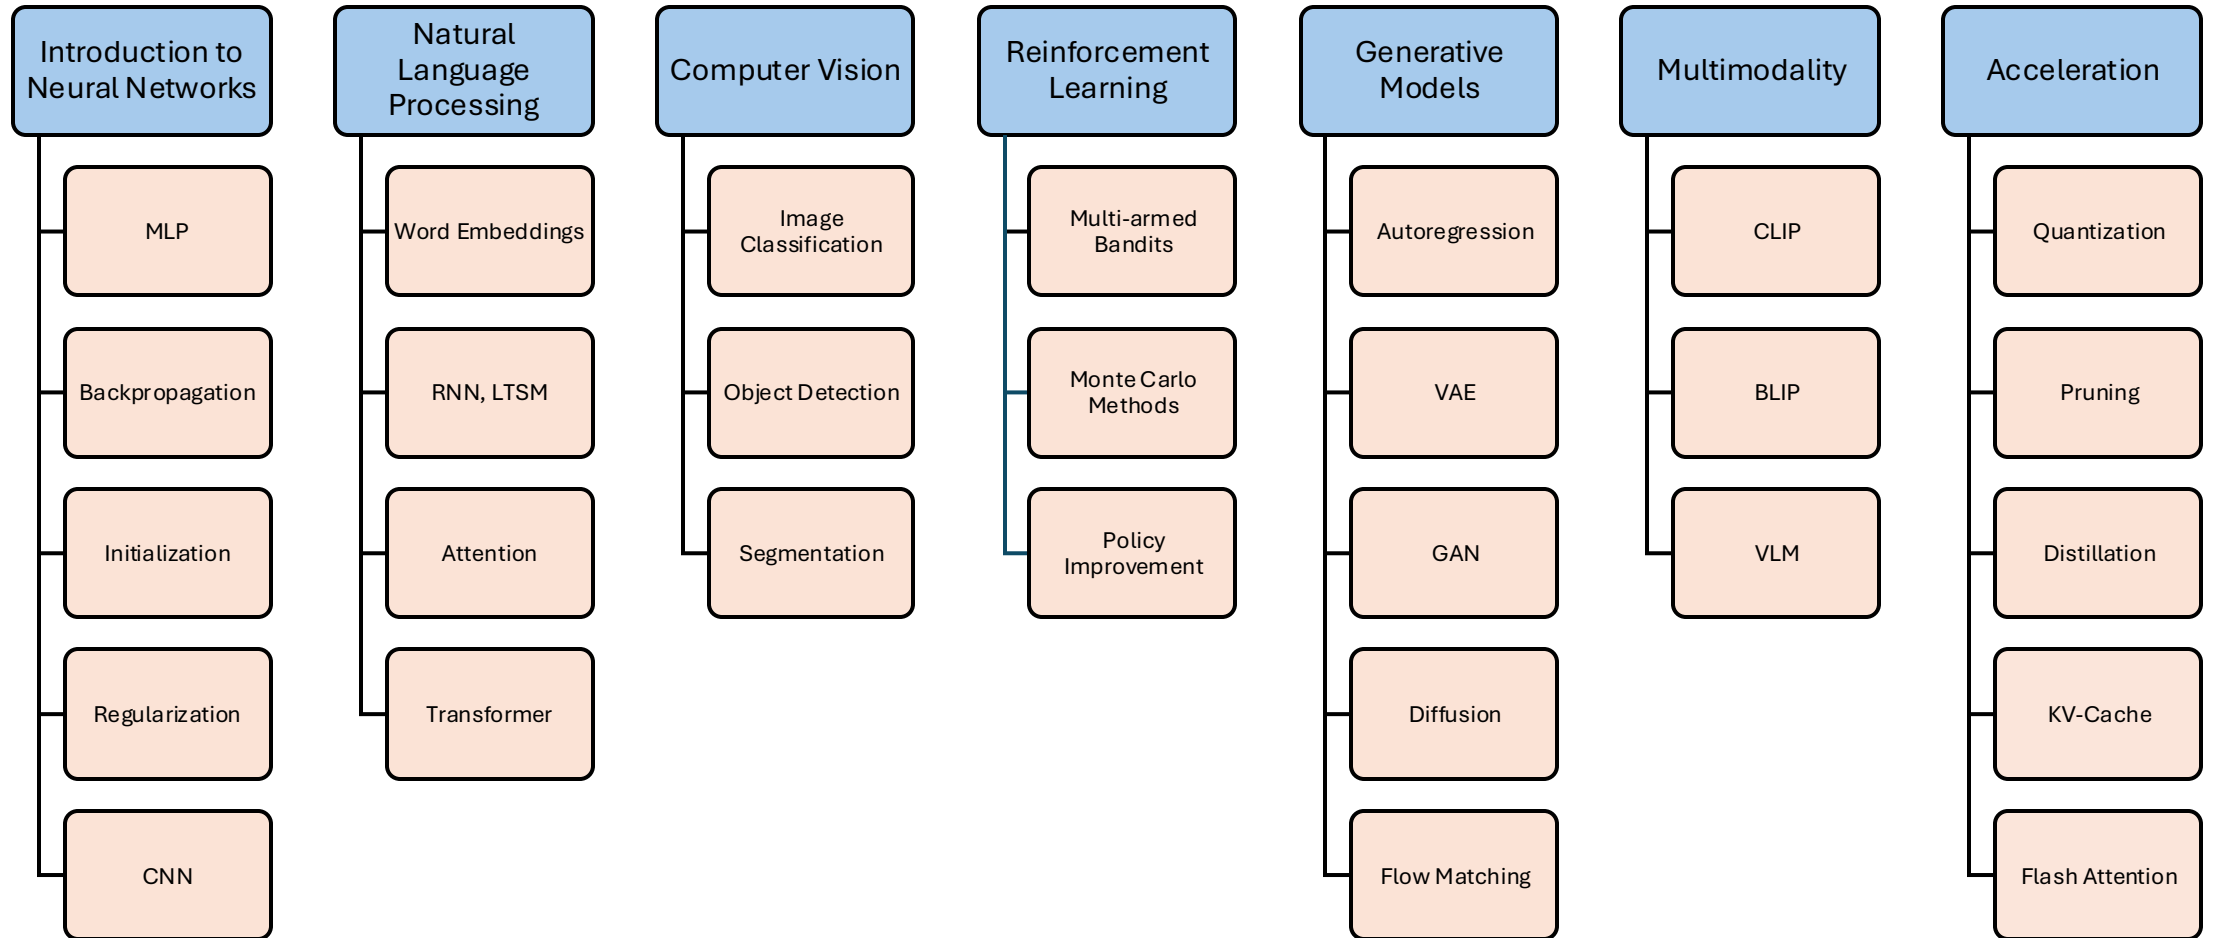 Introduction to
Neural Networks
MLP
Backpropagation
Initialization
Regularization
CNN
Natural
Language
Processing
Word Embeddings
RNN, LTSM
Attention
Transformer
Computer Vision
Image
Classification
Object Detection
Segmentation
Reinforcement
Learning
Multi-armed
Bandits
Monte Carlo
Methods
Policy
Improvement
Generative
Models
Autoregression
VAE
GAN
Diffusion
Flow Matching
Multimodality
CLIP
BLIP
VLM
Acceleration
Quantization
Pruning
Distillation
KV-Cache
Flash Attention